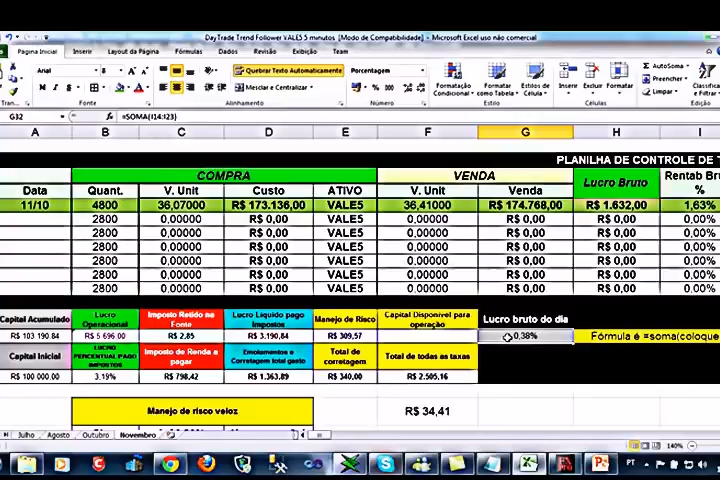 DayTrade Trend Follower VALE5 5 minutos [Modo de Compatibilidade] - Microsoft Excel uso não comercial
Página Inicial Inserir Layout da Página Fórmulas Dados Revisão Exibição Team
Arial Quebrar Texto Automaticamente Porcentagem AutoSoma
N I S Mesclar e Centralizar % 000 Formatação Condicional Formatar como Tabela Estilos de Célula Inserir Excluir Formatar Preencher Limpar Classificar e Filtrar
Fonte Alinhamento Número Estilo Células
G32 fx =SOMA(I14:I23)
A B C D E F G H I
PLANILHA DE CONTROLE DE T
COMPRA VENDA Lucro Bruto Rentab Bru %
Data Quant. V. Unit Custo ATIVO V. Unit Venda
11/10 4800 36,07000 R$ 173.136,00 VALE5 36,41000 R$ 174.768,00 R$ 1.632,00 1,63%
2800 0,00000 R$ 0,00 VALE5 0,00000 R$ 0,00 R$ 0,00 0,00%
2800 0,00000 R$ 0,00 VALE5 0,00000 R$ 0,00 R$ 0,00 0,00%
2800 0,00000 R$ 0,00 VALE5 0,00000 R$ 0,00 R$ 0,00 0,00%
2800 0,00000 R$ 0,00 VALE5 0,00000 R$ 0,00 R$ 0,00 0,00%
2800 0,00000 R$ 0,00 VALE5 0,00000 R$ 0,00 R$ 0,00 0,00%
2800 0,00000 R$ 0,00 VALE5 0,00000 R$ 0,00 R$ 0,00 0,00%
Capital Acumulado Lucro Operacional Imposto Retido na Fonte Lucro Liquido pago Impostos Manejo de Risco Capital Disponível para operação Lucro bruto do dia
R$ 103 190.84 R$ 5 696.00 R$ 2.85 R$ 3.190,84 R$ 309,57 0,38% Fórmula é =soma(coloque
Capital Inicial LUCRO PERCENTUAL PAGO IMPOSTOS Imposto de Renda a pagar Emolumentos e Corretagem total gasto Total de corretagem Total de todas as taxas
R$ 100 000.00 3.19% R$ 798,42 R$ 1.363,89 R$ 340,00 R$ 2.505,16
Manejo de risco veloz R$ 34,41
Julho Agosto Outubro Novembro
140%
PT